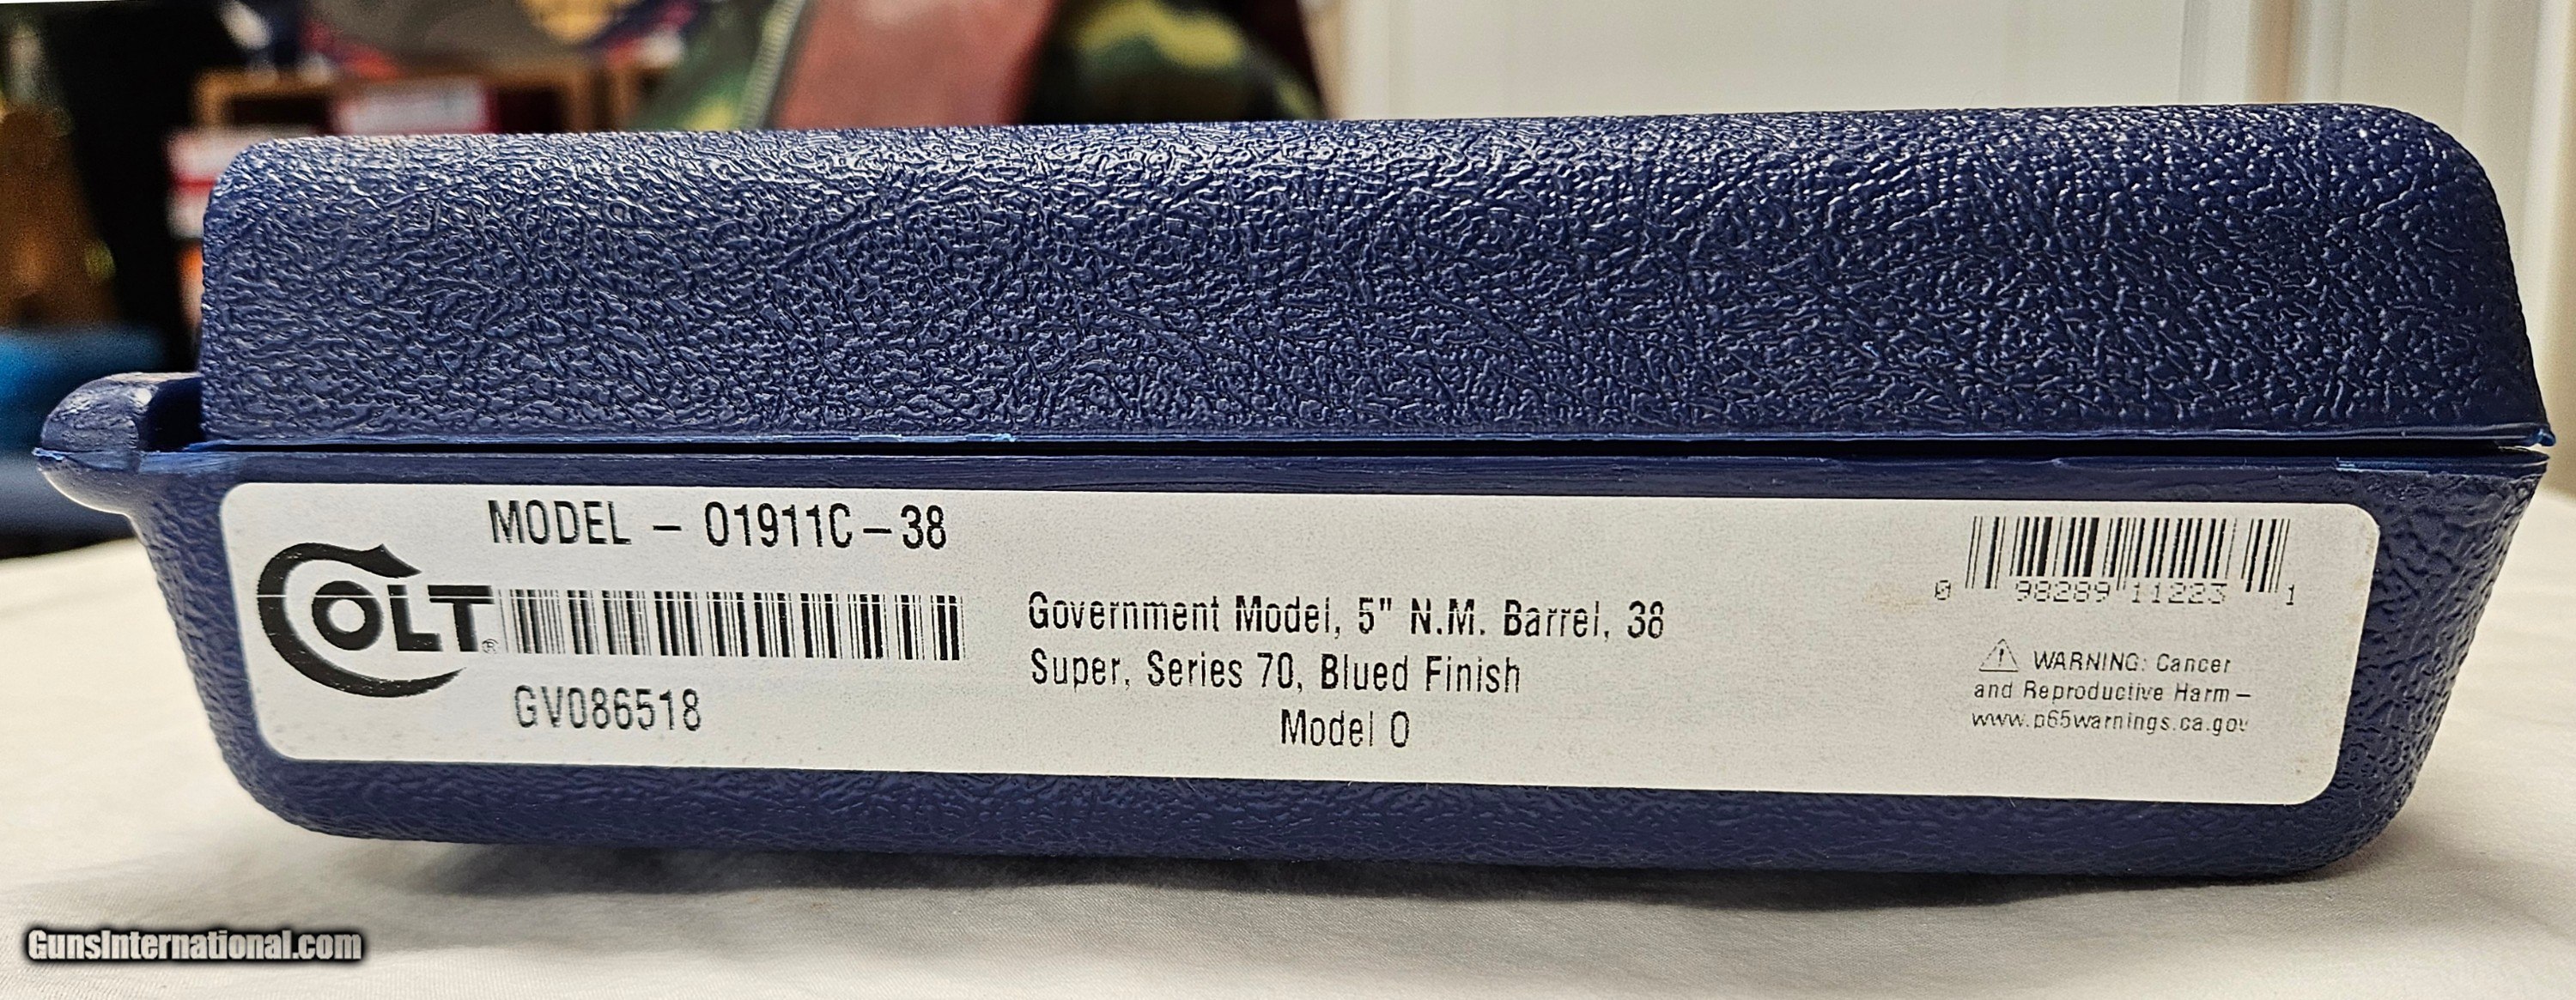 MODEL - O1911C-38
COLT®
GV086518
Government Model, 5" N.M. Barrel, 38
Super, Series 70, Blued Finish
Model O
0 98289 11223 1
WARNING: Cancer
and Reproductive Harm –
www.p65warnings.ca.gov
GunsInternational.com